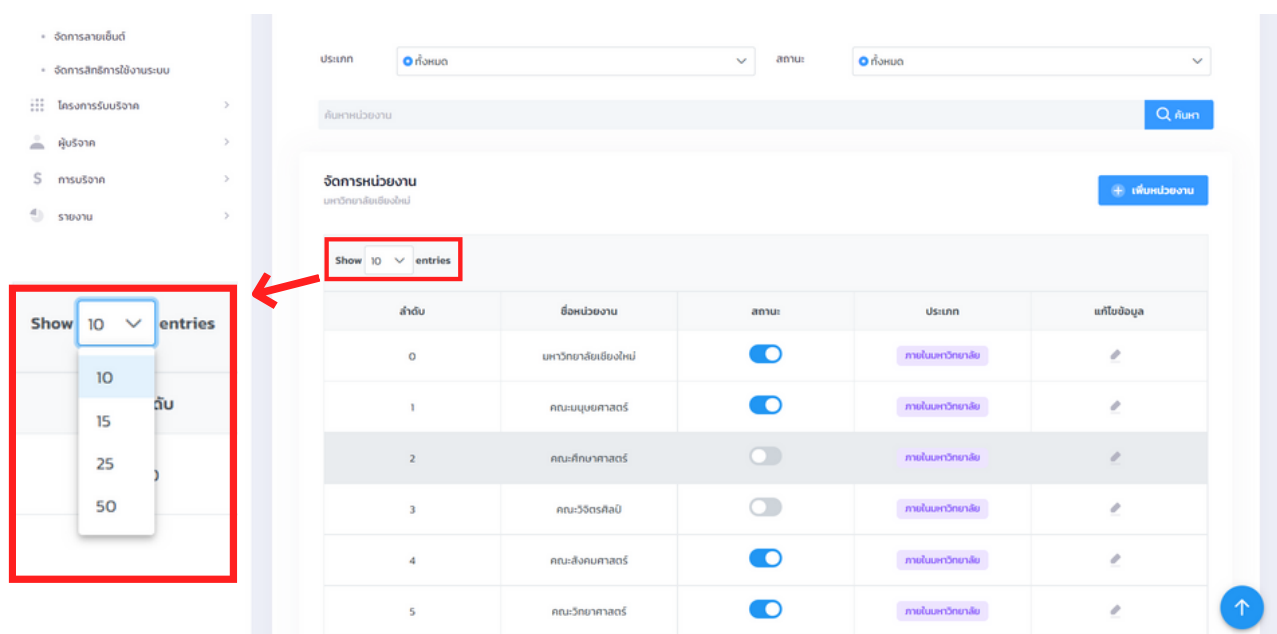 จัดการลายเซ็นต์
จัดการสิทธิการใช้งานระบบ
โครงการรับบริจาค
ผู้บริจาค
การบริจาค
รายงาน
ประเภท ทั้งหมด สถานะ ทั้งหมด
ค้นหาหน่วยงาน ค้นหา
จัดการหน่วยงาน
มหาวิทยาลัยเชียงใหม่
เพิ่มหน่วยงาน
Show 10 entries
ลำดับ ชื่อหน่วยงาน สถานะ ประเภท แก้ไขข้อมูล
0 มหาวิทยาลัยเชียงใหม่ ภายในมหาวิทยาลัย
1 คณะมนุษยศาสตร์ ภายในมหาวิทยาลัย
2 คณะศึกษาศาสตร์ ภายในมหาวิทยาลัย
3 คณะวิจิตรศิลป์ ภายในมหาวิทยาลัย
4 คณะสังคมศาสตร์ ภายในมหาวิทยาลัย
5 คณะวิทยาศาสตร์ ภายในมหาวิทยาลัย
Show 10 entries
10
ดับ
15
25
50